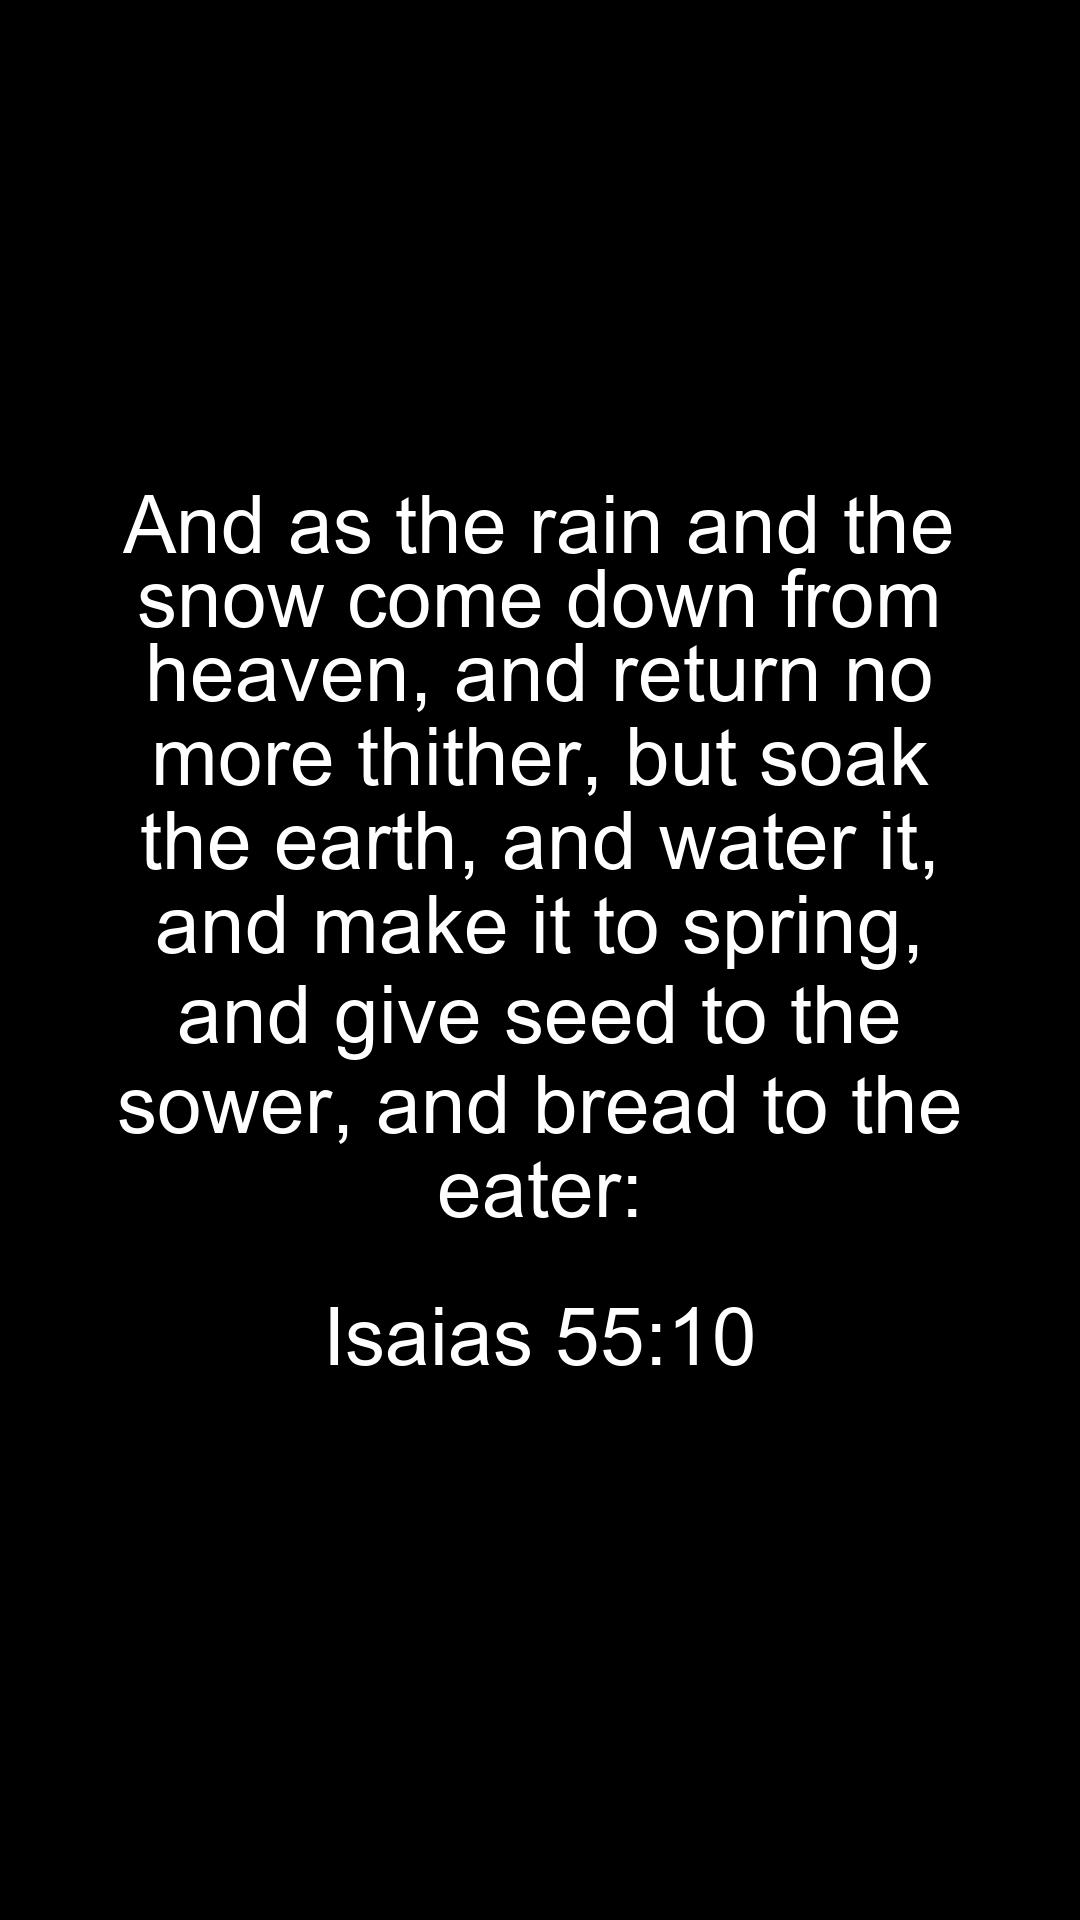 And as the rain and the
snow come down from
heaven, and return no
more thither, but soak
the earth, and water it,
and make it to spring,
and give seed to the
sower, and bread to the
eater:
Isaias 55:10